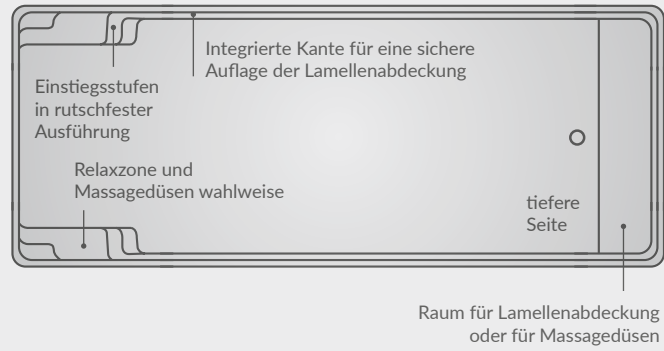 Integrierte Kante für eine sichere
Auflage der Lamellenabdeckung
Einstiegsstufen
in rutschfester
Ausführung
Relaxzone und
Massagedüsen wahlweise
tiefere
Seite
Raum für Lamellenabdeckung
oder für Massagedüsen